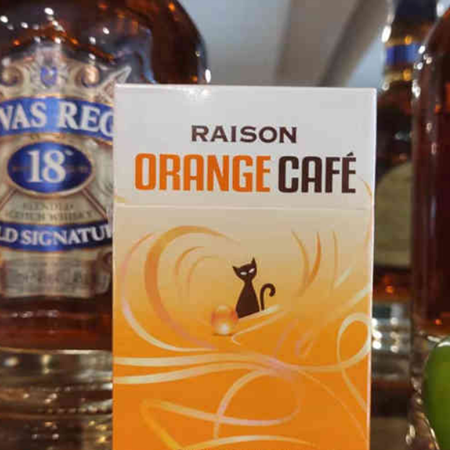 RAISON
ORANGE CAFÉ
VAS REG
18
BLENDED
SCOTCH WHISKY
LD SIGNATU